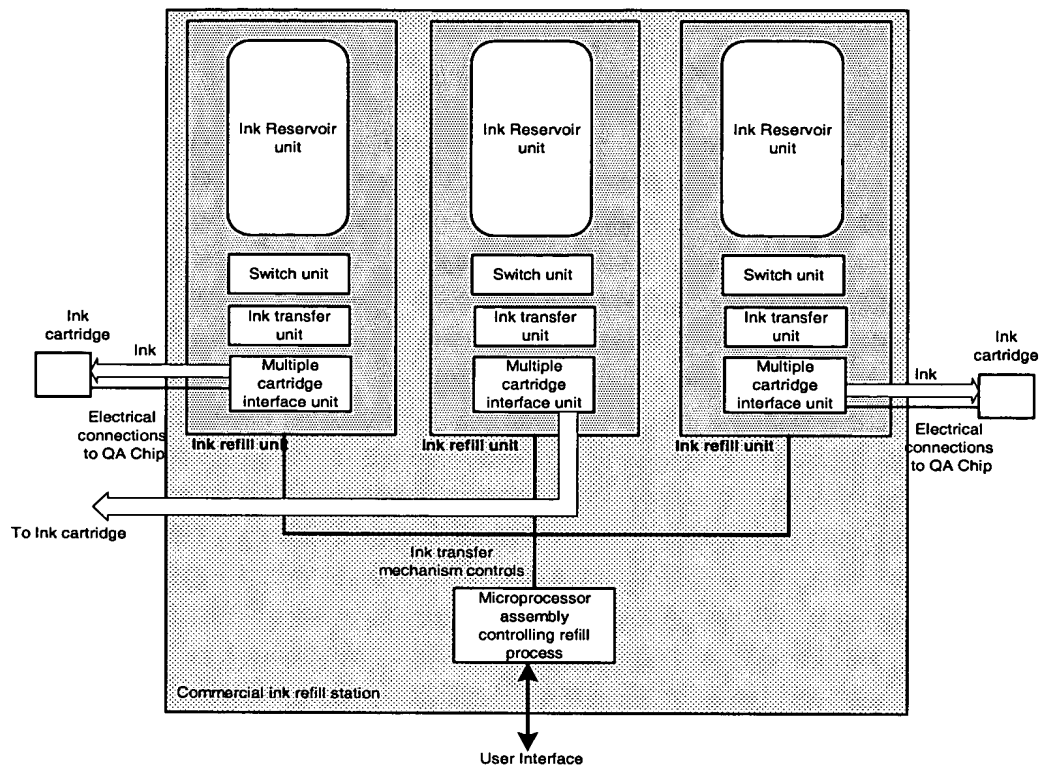 Ink Reservoir
unit
Ink Reservoir
unit
Ink Reservoir
unit
Switch unit
Switch unit
Switch unit
Ink transfer
unit
Ink transfer
unit
Ink transfer
unit
Ink
cartridge
Ink
Multiple
cartridge
interface unit
Multiple
cartridge
interface unit
Multiple
cartridge
interface unit
Ink
Ink
cartridge
Electrical
connections
to QA Chip
Ink refill unit
Ink refill unit
Ink refill unit
Electrical
connections
to QA Chip
To Ink cartridge
Ink transfer
mechanism controls
Microprocessor
assembly
controlling refill
process
Commercial ink refill station
User Interface